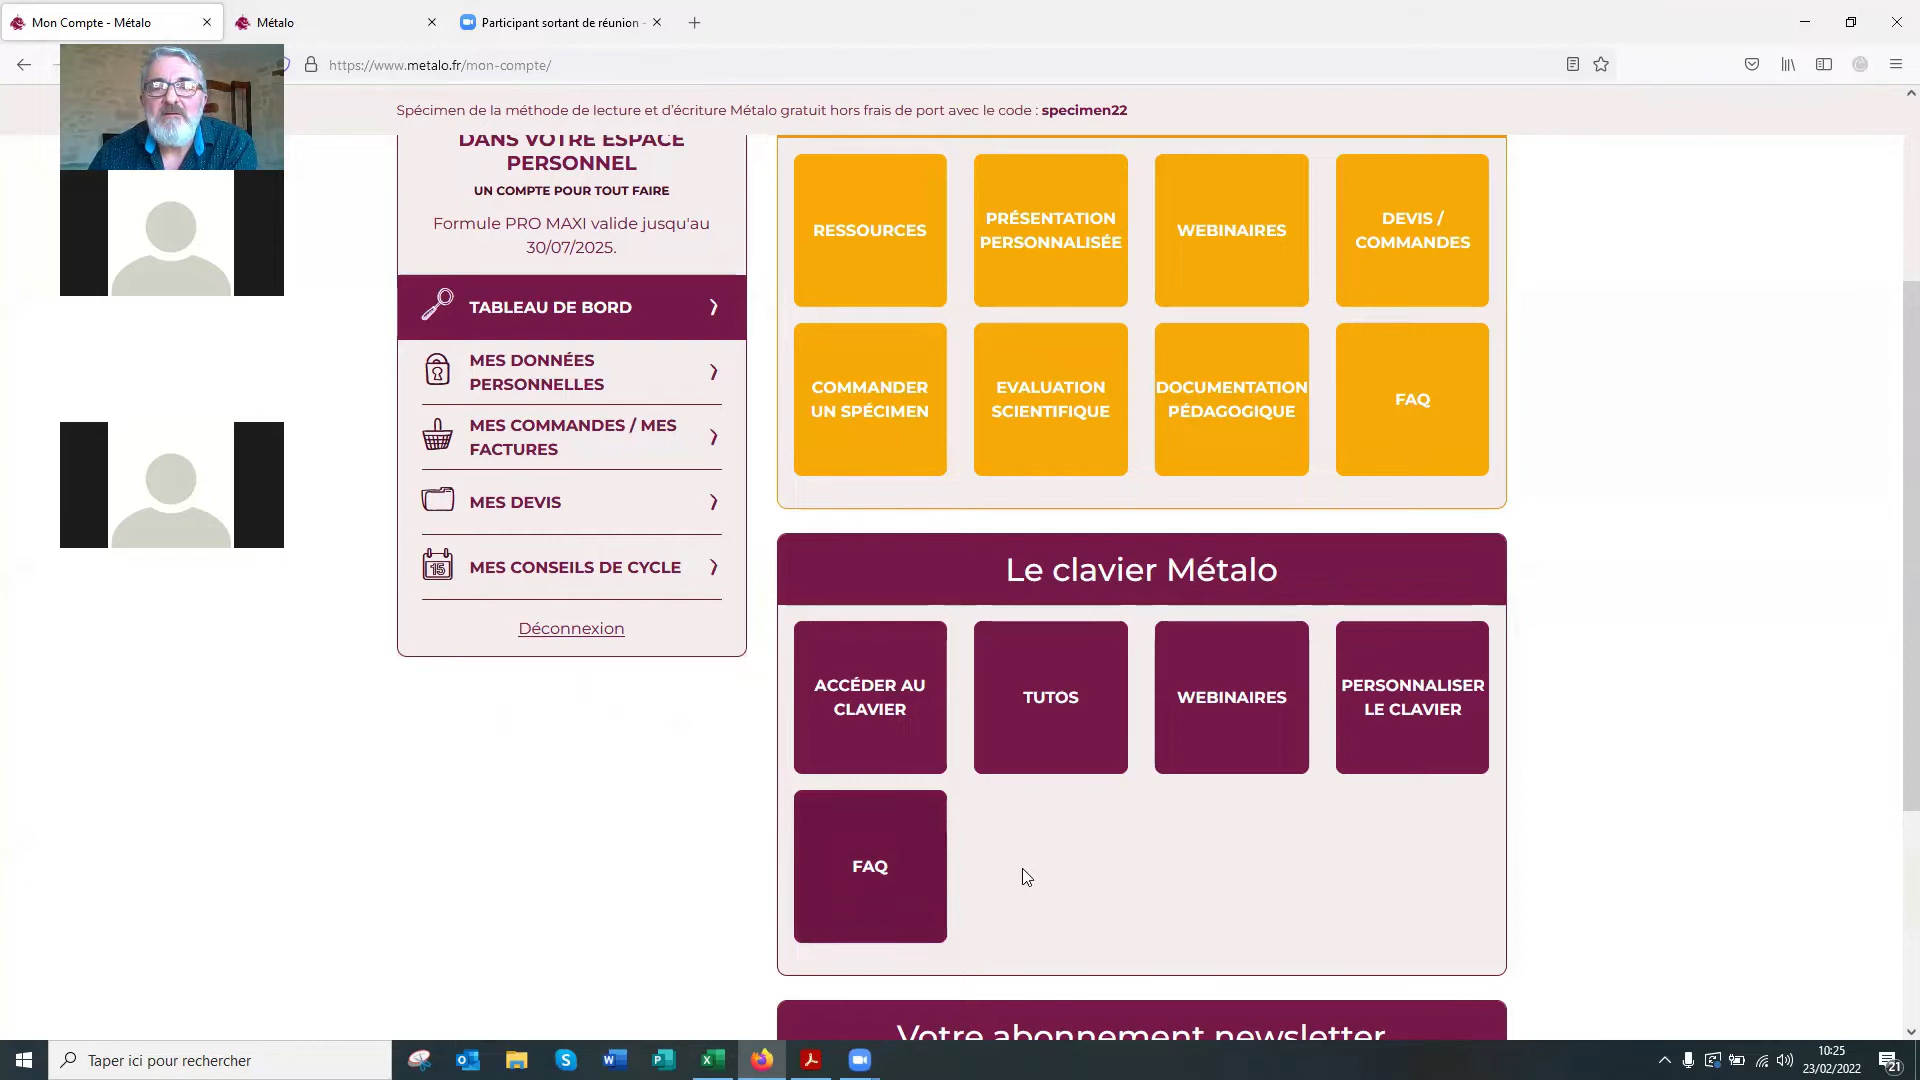 Mon Compte - Métalo
Métalo
Participant sortant de réunion -
https://www.metalo.fr/mon-compte/
Spécimen de la méthode de lecture et d'écriture Métalo gratuit hors frais de port avec le code : specimen22
DANS VOTRE ESPACE
PERSONNEL
UN COMPTE POUR TOUT FAIRE
Formule PRO MAXI valide jusqu'au
30/07/2025.
TABLEAU DE BORD
MES DONNÉES
PERSONNELLES
MES COMMANDES / MES
FACTURES
MES DEVIS
15
MES CONSEILS DE CYCLE
Déconnexion
RESSOURCES
PRÉSENTATION
PERSONNALISÉE
WEBINAIRES
DEVIS /
COMMANDES
COMMANDER
UN SPÉCIMEN
EVALUATION
SCIENTIFIQUE
DOCUMENTATION
PÉDAGOGIQUE
FAQ
Le clavier Métalo
ACCÉDER AU
CLAVIER
TUTOS
WEBINAIRES
PERSONNALISER
LE CLAVIER
FAQ
Votre abonnement newsletter
Taper ici pour rechercher
10:25
23/02/2022
21